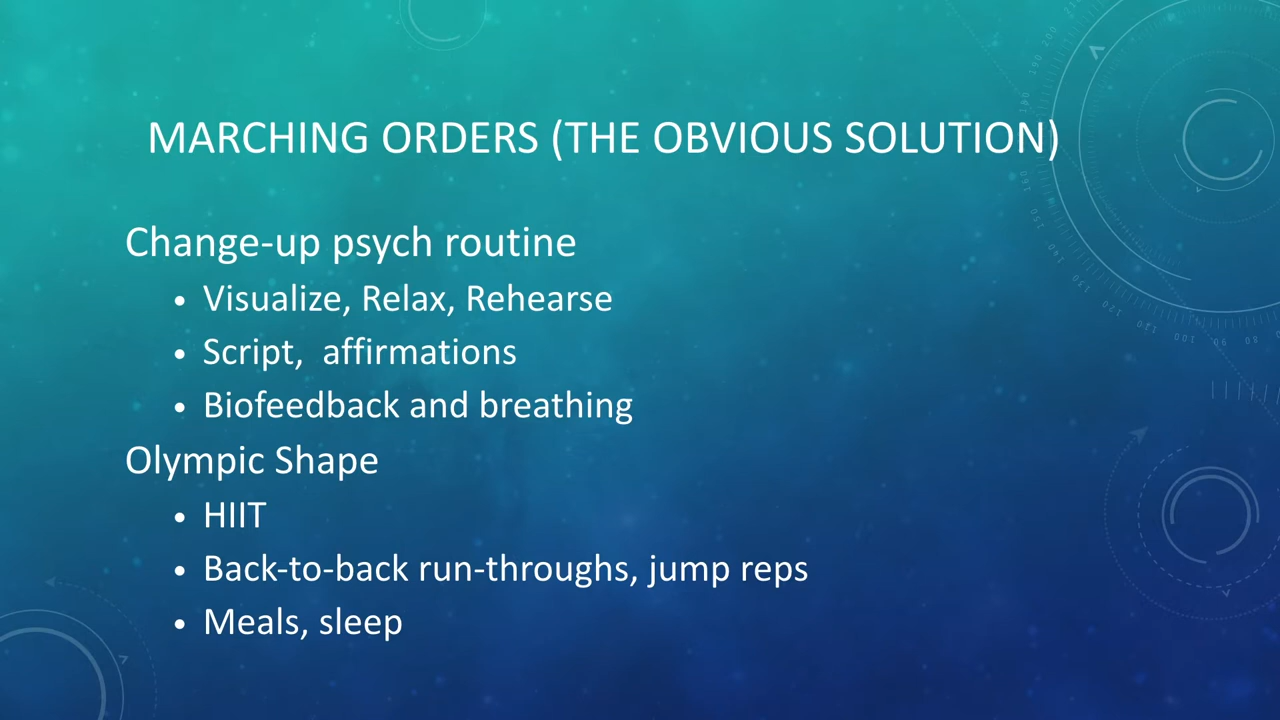 MARCHING ORDERS (THE OBVIOUS SOLUTION)
Change-up psych routine
• Visualize, Relax, Rehearse
• Script,  affirmations
• Biofeedback and breathing
Olympic Shape
• HIIT
• Back-to-back run-throughs, jump reps
• Meals, sleep